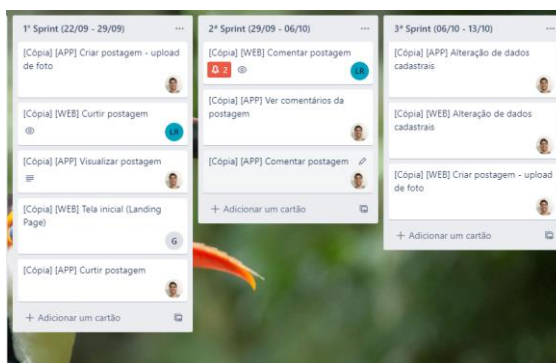 1º Sprint (22/09 - 29/09)
[Cópia] [APP] Criar postagem - upload
de foto
[Cópia] [WEB] Curtir postagem
LR
[Cópia] [APP] Visualizar postagem
[Cópia] [WEB] Tela inicial (Landing
Page)
G
[Cópia] [APP] Curtir postagem
+ Adicionar um cartão
2ª Sprint (29/09 - 06/10)
[Cópia] [WEB] Comentar postagem
2
LR
[Cópia] [APP] Ver comentários da
postagem
[Cópia] [APP] Comentar postagem
+ Adicionar um cartão
3ª Sprint (06/10 - 13/10)
[Cópia] [APP] Alteração de dados
cadastrais
[Cópia] [WEB] Alteração de dados
cadastrais
[Cópia] [WEB] Criar postagem - upload
de foto
+ Adicionar um cartão